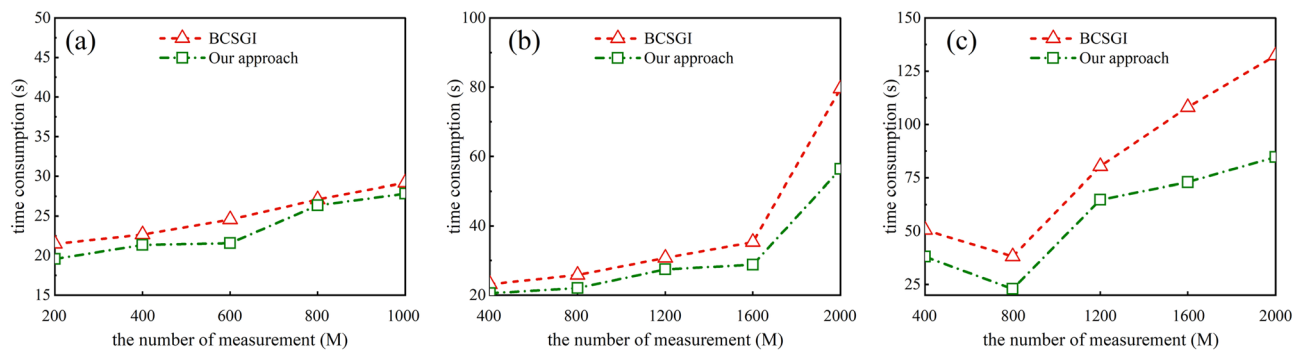 (a)
BCSGI
Our approach
time consumption (s)
50
45
40
35
30
25
20
15
200 400 600 800 1000
the number of measurement (M)
(b)
BCSGI
Our approach
time consumption (s)
100
80
60
40
20
400 800 1200 1600 2000
the number of measurement (M)
(c)
BCSGI
Our approach
time consumption (s)
150
125
100
75
50
25
400 800 1200 1600 2000
the number of measurement (M)